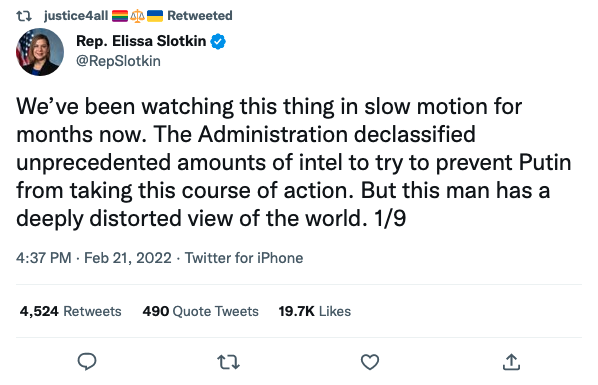 justice4all 🏳️‍🌈⚖️🇺🇦 Retweeted
Rep. Elissa Slotkin
@RepSlotkin
We’ve been watching this thing in slow motion for
months now. The Administration declassified
unprecedented amounts of intel to try to prevent Putin
from taking this course of action. But this man has a
deeply distorted view of the world. 1/9
4:37 PM · Feb 21, 2022 · Twitter for iPhone
4,524 Retweets 490 Quote Tweets 19.7K Likes